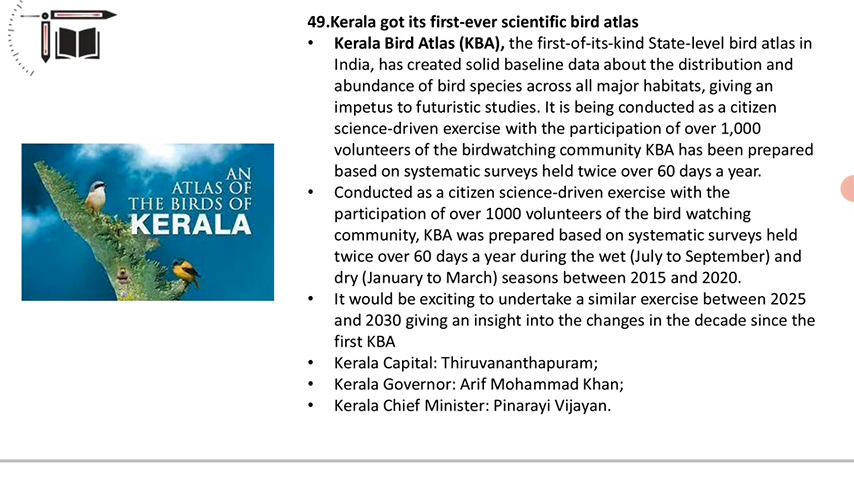 49.Kerala got its first-ever scientific bird atlas
• Kerala Bird Atlas (KBA), the first-of-its-kind State-level bird atlas in
India, has created solid baseline data about the distribution and
abundance of bird species across all major habitats, giving an
impetus to futuristic studies. It is being conducted as a citizen
science-driven exercise with the participation of over 1,000
volunteers of the birdwatching community KBA has been prepared
based on systematic surveys held twice over 60 days a year.
• Conducted as a citizen science-driven exercise with the
participation of over 1000 volunteers of the bird watching
community, KBA was prepared based on systematic surveys held
twice over 60 days a year during the wet (July to September) and
dry (January to March) seasons between 2015 and 2020.
• It would be exciting to undertake a similar exercise between 2025
and 2030 giving an insight into the changes in the decade since the
first KBA
• Kerala Capital: Thiruvananthapuram;
• Kerala Governor: Arif Mohammad Khan;
• Kerala Chief Minister: Pinarayi Vijayan.
AN
ATLAS OF
THE BIRDS OF
KERALA